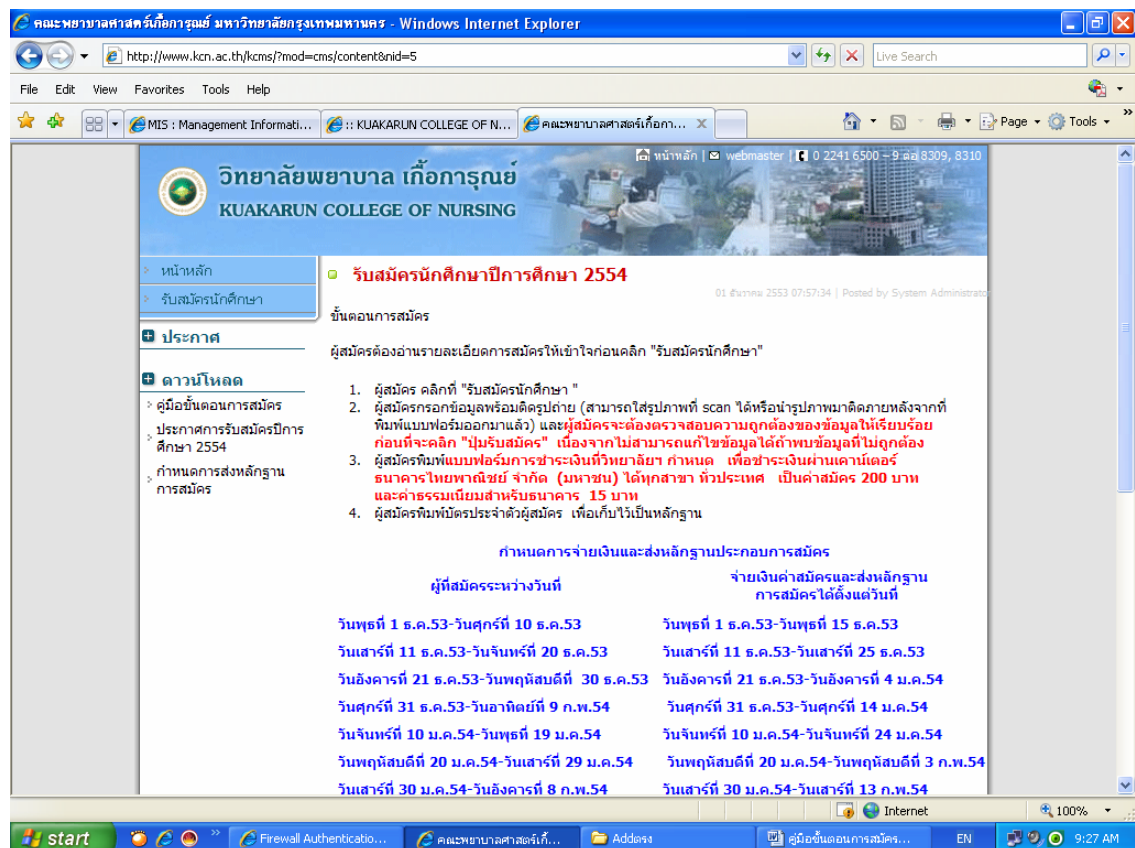 คณะพยาบาลศาสตร์เกื้อการุณย์ มหาวิทยาลัยกรุงเทพมหานคร - Windows Internet Explorer
http://www.kcn.ac.th/kcms/?mod=cms/content&nid=5
Live Search
File Edit View Favorites Tools Help
MIS : Management Informati... :: KUAKARUN COLLEGE OF N... คณะพยาบาลศาสตร์เกื้อกา... Page Tools
หน้าหลัก | webmaster | 0 2241 6500 – 9 ต่อ 8309, 8310
วิทยาลัยพยาบาล เกื้อการุณย์
KUAKARUN COLLEGE OF NURSING
หน้าหลัก
รับสมัครนักศึกษา
ประกาศ
ดาวน์โหลด
คู่มือขั้นตอนการสมัคร
ประกาศการรับสมัครปีการ
ศึกษา 2554
กำหนดการส่งหลักฐาน
การสมัคร
รับสมัครนักศึกษาปีการศึกษา 2554
01 ธันวาคม 2553 07:57:34 | Posted by System Administrator
ขั้นตอนการสมัคร
ผู้สมัครต้องอ่านรายละเอียดการสมัครให้เข้าใจก่อนคลิก "รับสมัครนักศึกษา"
1. ผู้สมัคร คลิกที่ "รับสมัครนักศึกษา "
2. ผู้สมัครกรอกข้อมูลพร้อมติดรูปถ่าย (สามารถใส่รูปภาพที่ scan ได้หรือนำรูปภาพมาติดภายหลังจากที่
พิมพ์แบบฟอร์มออกมาแล้ว) และผู้สมัครจะต้องตรวจสอบความถูกต้องของข้อมูลให้เรียบร้อย
ก่อนที่จะคลิก "ปุ่มรับสมัคร" เนื่องจากไม่สามารถแก้ไขข้อมูลได้ถ้าพบข้อมูลที่ไม่ถูกต้อง
3. ผู้สมัครพิมพ์แบบฟอร์มการชำระเงินที่วิทยาลัยฯ กำหนด เพื่อชำระเงินผ่านเคาน์เตอร์
ธนาคารไทยพาณิชย์ จำกัด (มหาชน) ได้ทุกสาขา ทั่วประเทศ เป็นค่าสมัคร 200 บาท
และค่าธรรมเนียมสำหรับธนาคาร 15 บาท
4. ผู้สมัครพิมพ์บัตรประจำตัวผู้สมัคร เพื่อเก็บไว้เป็นหลักฐาน
กำหนดการจ่ายเงินและส่งหลักฐานประกอบการสมัคร
ผู้ที่สมัครระหว่างวันที่ จ่ายเงินค่าสมัครและส่งหลักฐาน
การสมัครได้ตั้งแต่วันที่
วันพุธที่ 1 ธ.ค.53-วันศุกร์ที่ 10 ธ.ค.53 วันพุธที่ 1 ธ.ค.53-วันพุธที่ 15 ธ.ค.53
วันเสาร์ที่ 11 ธ.ค.53-วันจันทร์ที่ 20 ธ.ค.53 วันเสาร์ที่ 11 ธ.ค.53-วันเสาร์ที่ 25 ธ.ค.53
วันอังคารที่ 21 ธ.ค.53-วันพฤหัสบดีที่ 30 ธ.ค.53 วันอังคารที่ 21 ธ.ค.53-วันอังคารที่ 4 ม.ค.54
วันศุกร์ที่ 31 ธ.ค.53-วันอาทิตย์ที่ 9 ก.พ.54 วันศุกร์ที่ 31 ธ.ค.53-วันศุกร์ที่ 14 ม.ค.54
วันจันทร์ที่ 10 ม.ค.54-วันพุธที่ 19 ม.ค.54 วันจันทร์ที่ 10 ม.ค.54-วันจันทร์ที่ 24 ม.ค.54
วันพฤหัสบดีที่ 20 ม.ค.54-วันเสาร์ที่ 29 ม.ค.54 วันพฤหัสบดีที่ 20 ม.ค.54-วันพฤหัสบดีที่ 3 ก.พ.54
วันเสาร์ที่ 30 ม.ค.54-วันอังคารที่ 8 ก.พ.54 วันเสาร์ที่ 30 ม.ค.54-วันเสาร์ที่ 13 ก.พ.54
Internet 100%
start Firewall Authenticatio... คณะพยาบาลศาสตร์เกื้... Addตรง คู่มือขั้นตอนการสมัคร... EN 9:27 AM